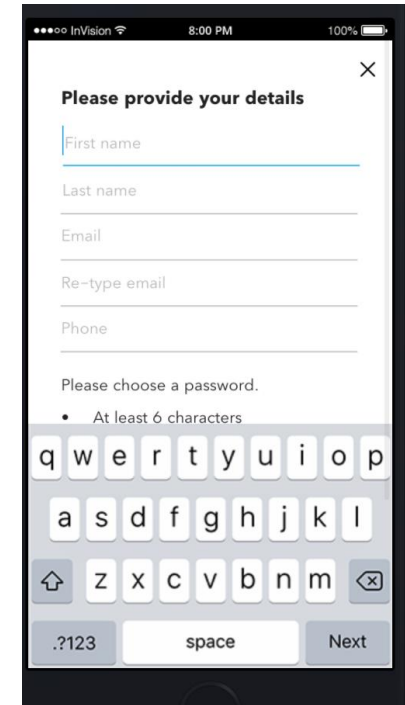 InVision 8:00 PM 100%
Please provide your details
First name
Last name
Email
Re-type email
Phone
Please choose a password.
• At least 6 characters
q w e r t y u i o p
a s d f g h j k l
z x c v b n m
.?123 space Next